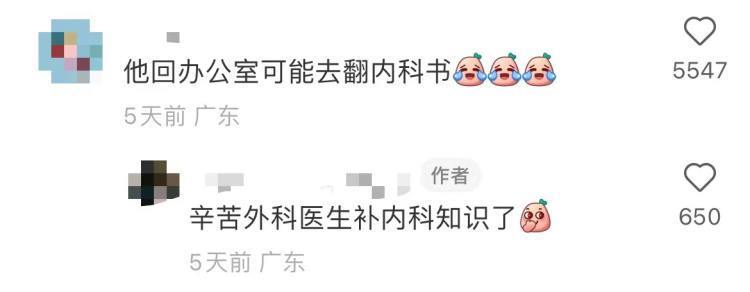 他回办公室可能去翻内科书
5547
5天前 广东
作者
辛苦外科医生补内科知识了
650
5天前 广东